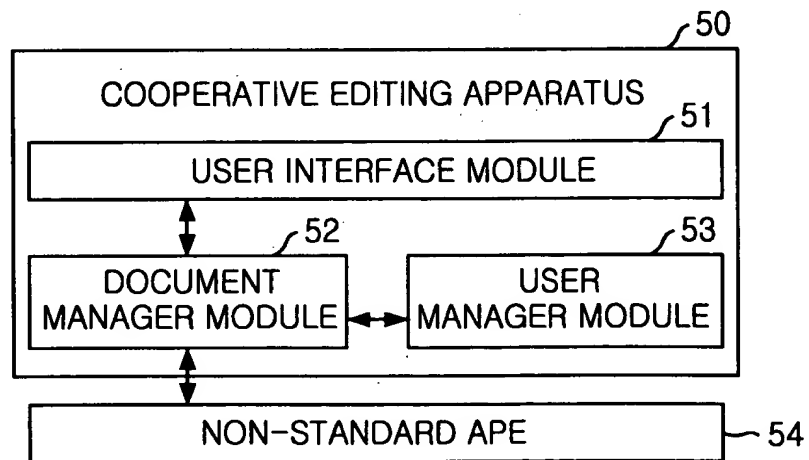 50
COOPERATIVE EDITING APPARATUS
51
USER INTERFACE MODULE
52
53
DOCUMENT
MANAGER MODULE
USER
MANAGER MODULE
NON-STANDARD APE
54